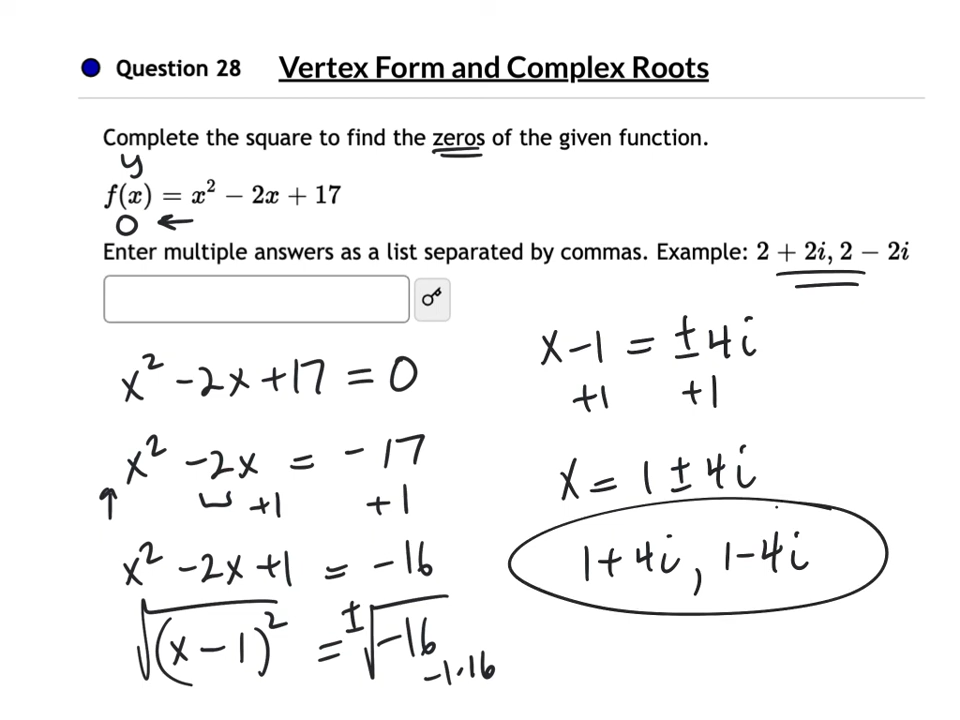 Question 28 Vertex Form and Complex Roots
Complete the square to find the zeros of the given function.
y
f(x) = x² − 2x + 17
0 ←
Enter multiple answers as a list separated by commas. Example: 2 + 2i, 2 − 2i
x² -2x +17 = 0
x² -2x = -17
+1 +1
x² -2x +1 = -16
√(x-1)² = ±√-16
-1·16
x-1 = ±4i
+1 +1
x = 1 ± 4i
1+4i, 1-4i